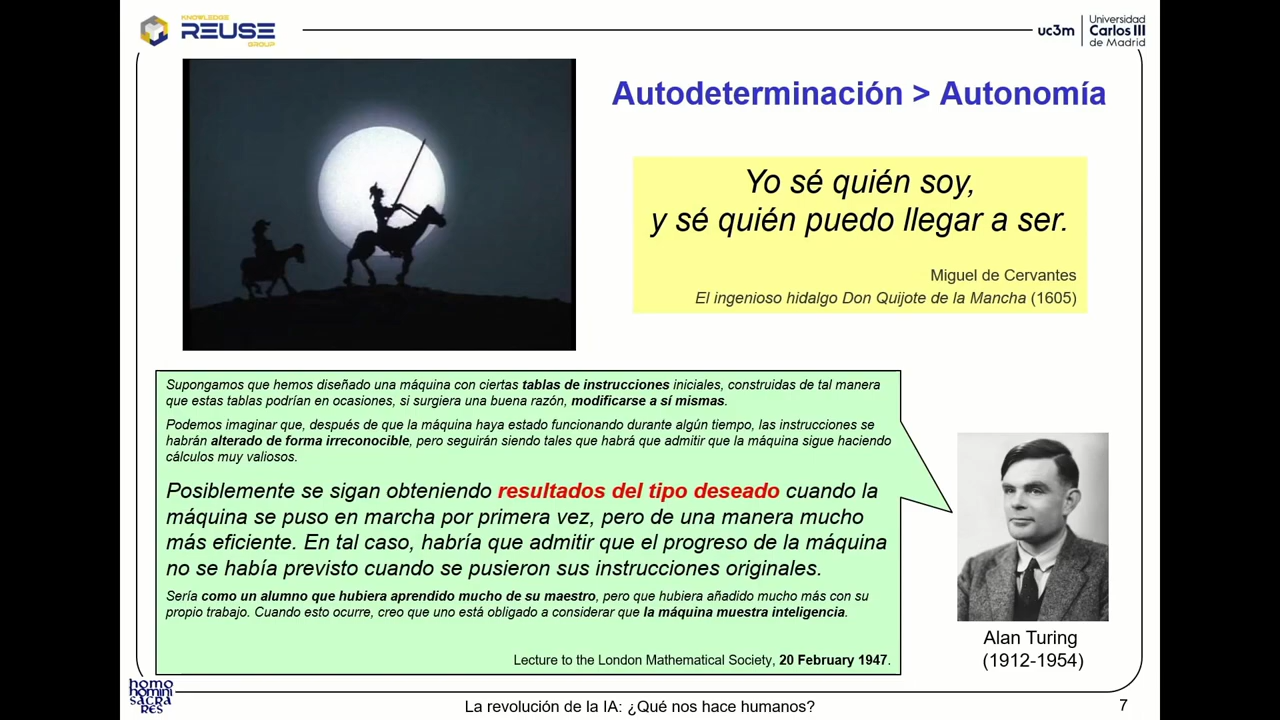 KNOWLEDGE
REUSE
GROUP
uc3m
Universidad
Carlos III
de Madrid
Autodeterminación > Autonomía
Yo sé quién soy,
y sé quién puedo llegar a ser.
Miguel de Cervantes
El ingenioso hidalgo Don Quijote de la Mancha (1605)
Supongamos que hemos diseñado una máquina con ciertas tablas de instrucciones iniciales, construidas de tal manera
que estas tablas podrían en ocasiones, si surgiera una buena razón, modificarse a sí mismas.
Podemos imaginar que, después de que la máquina haya estado funcionando durante algún tiempo, las instrucciones se
habrán alterado de forma irreconocible, pero seguirán siendo tales que habrá que admitir que la máquina sigue haciendo
cálculos muy valiosos.
Posiblemente se sigan obteniendo resultados del tipo deseado cuando la
máquina se puso en marcha por primera vez, pero de una manera mucho
más eficiente. En tal caso, habría que admitir que el progreso de la máquina
no se había previsto cuando se pusieron sus instrucciones originales.
Sería como un alumno que hubiera aprendido mucho de su maestro, pero que hubiera añadido mucho más con su
propio trabajo. Cuando esto ocurre, creo que uno está obligado a considerar que la máquina muestra inteligencia.
Lecture to the London Mathematical Society, 20 February 1947.
Alan Turing
(1912-1954)
homo
homini
sacra
res
La revolución de la IA: ¿Qué nos hace humanos?
7